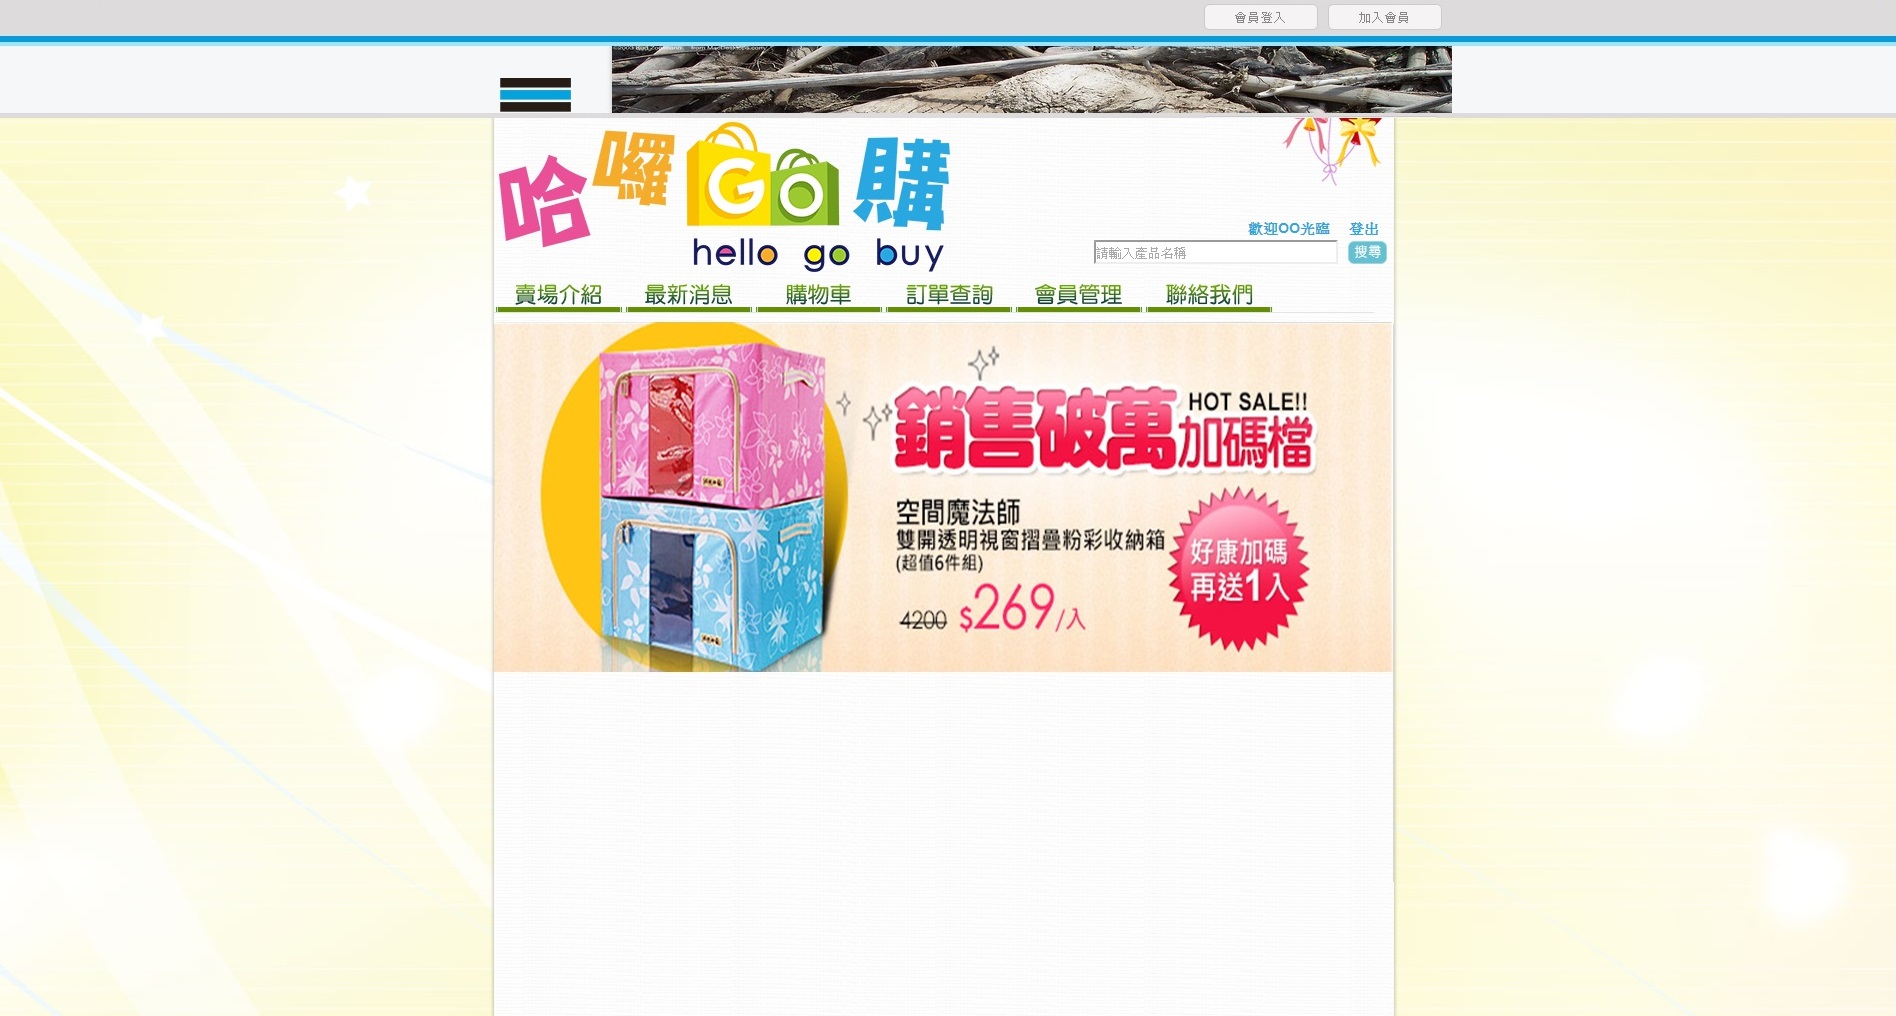 會員登入 加入會員
哈囉GO購
hello go buy
歡迎OO光臨 登出
請輸入產品名稱 搜尋
賣場介紹 最新消息 購物車 訂單查詢 會員管理 聯絡我們
銷售破萬加碼檔 HOT SALE!!
空間魔法師
雙開透明視窗摺疊粉彩收納箱
(超值6件組)
4200 $269/入
好康加碼
再送1入